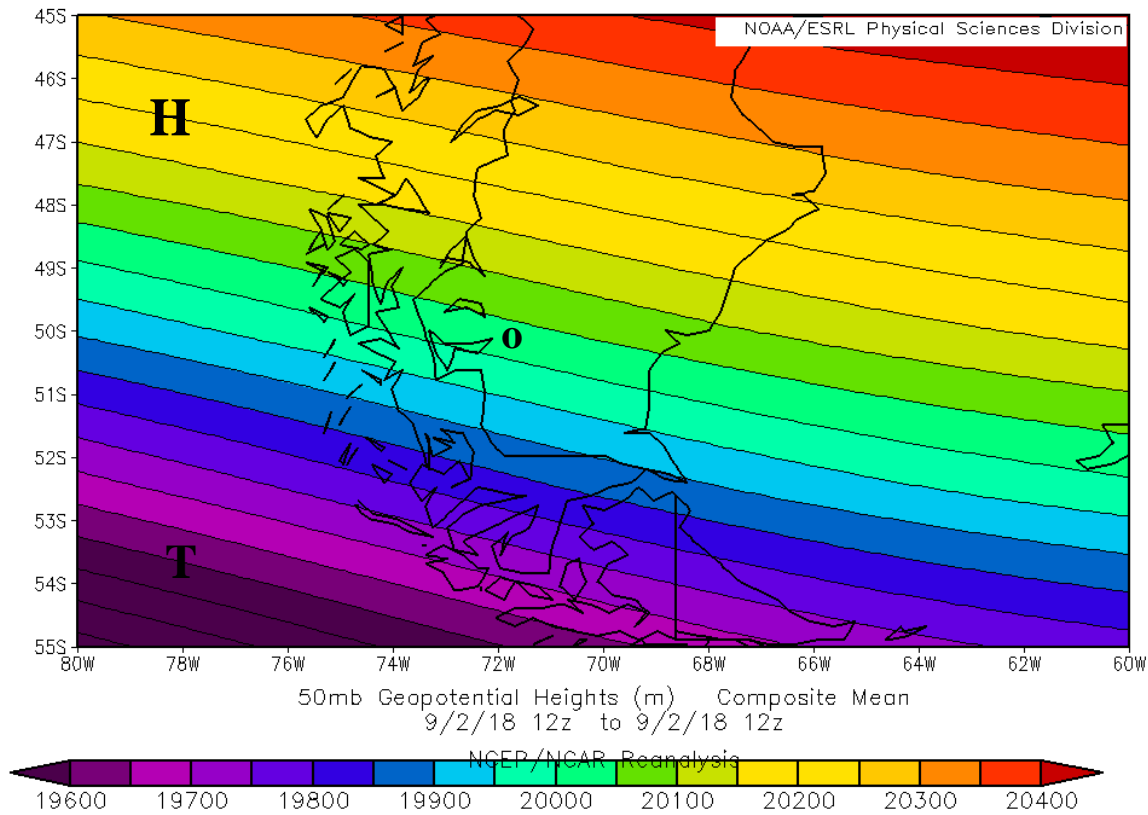 NOAA/ESRL Physical Sciences Division
45S
46S
H
47S
48S
49S
50S
o
51S
52S
53S
T
54S
55S
80W 78W 76W 74W 72W 70W 68W 66W 64W 62W 60W
50mb Geopotential Heights (m) Composite Mean
9/2/18 12z to 9/2/18 12z
NCEP/NCAR Reanalysis
19600 19700 19800 19900 20000 20100 20200 20300 20400